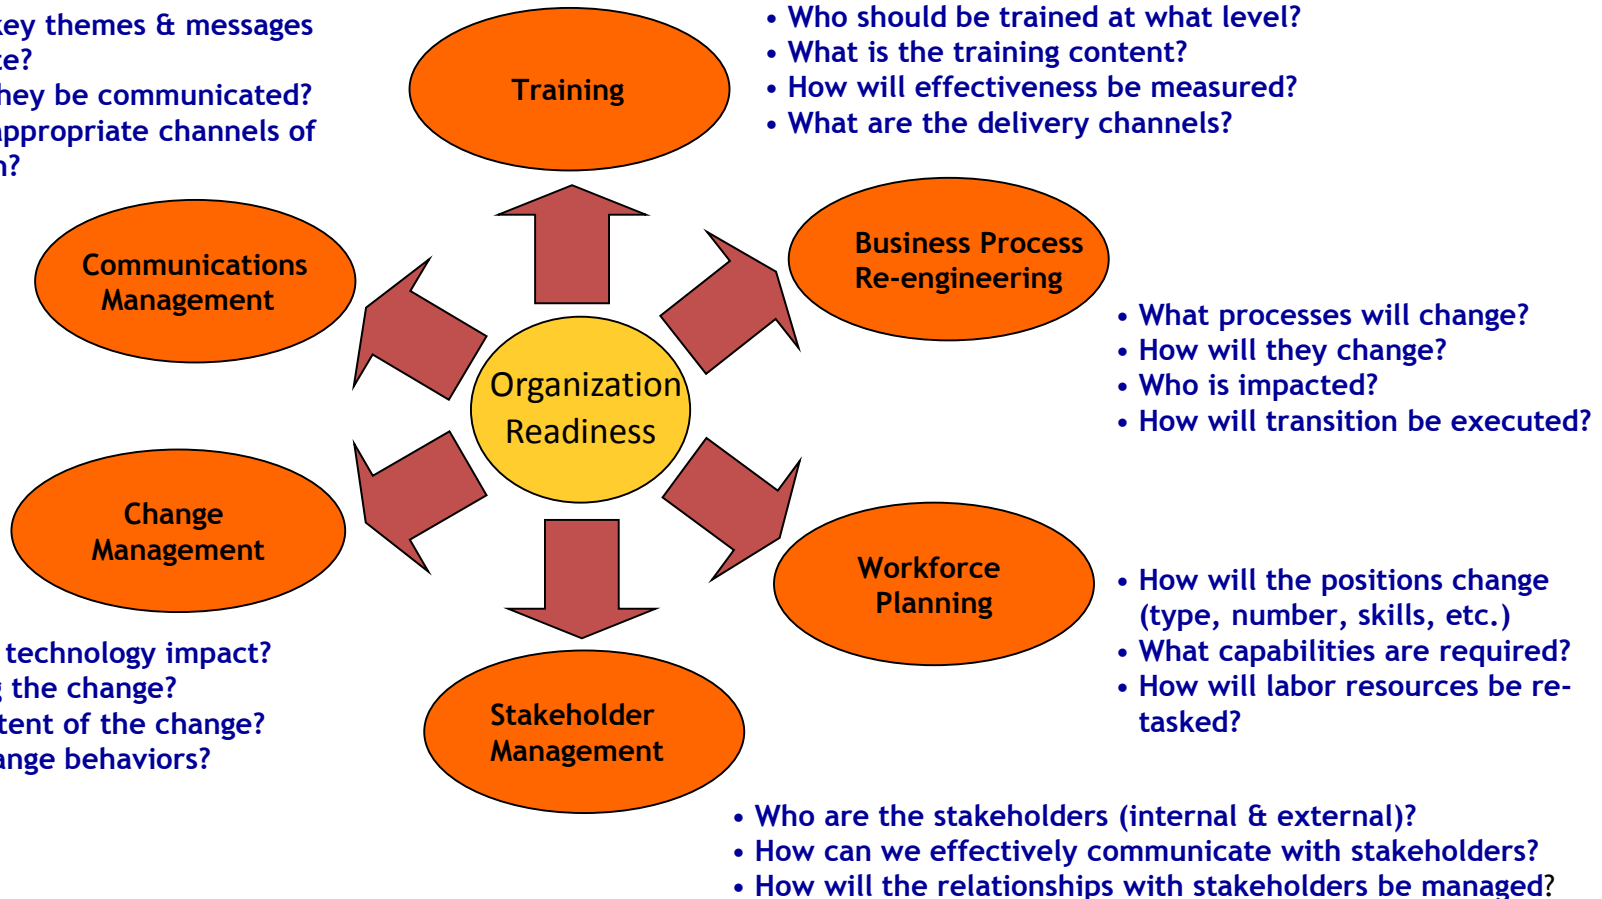 key themes & messages
they be communicated?
appropriate channels of
Training
• Who should be trained at what level?
• What is the training content?
• How will effectiveness be measured?
• What are the delivery channels?
Communications
Management
Business Process
Re-engineering
• What processes will change?
• How will they change?
• Who is impacted?
• How will transition be executed?
Organization
Readiness
Change
Management
technology impact?
the change?
of the change?
behaviors?
Workforce
Planning
• How will the positions change
(type, number, skills, etc.)
• What capabilities are required?
• How will labor resources be re-
tasked?
Stakeholder
Management
• Who are the stakeholders (internal & external)?
• How can we effectively communicate with stakeholders?
• How will the relationships with stakeholders be managed?